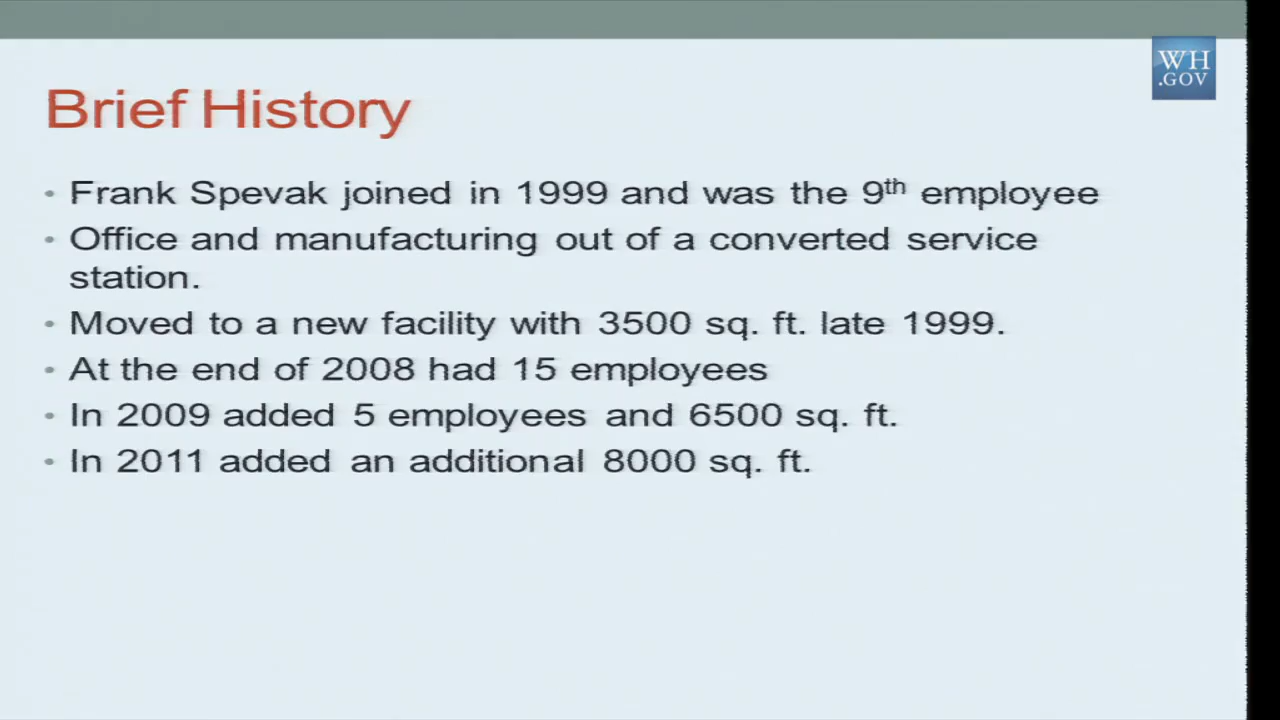 WH
.GOV
Brief History
• Frank Spevak joined in 1999 and was the 9th employee
• Office and manufacturing out of a converted service
station.
• Moved to a new facility with 3500 sq. ft. late 1999.
• At the end of 2008 had 15 employees
• In 2009 added 5 employees and 6500 sq. ft.
• In 2011 added an additional 8000 sq. ft.